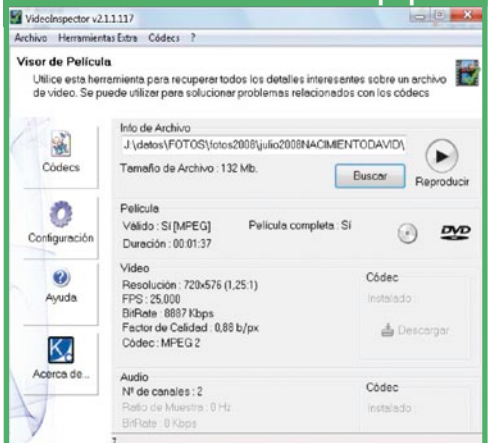 VideoInspector v2.1.1.117
Archivo Herramientas Extra Códecs ?
Visor de Película
Utilice esta herramienta para recuperar todos los detalles interesantes sobre un archivo
de video. Se puede utilizar para solucionar problemas relacionados con los códecs
Códecs
Configuración
Ayuda
Acerca de...
Info de Archivo
J:\datos\FOTOS\fotos2008\julio2008NACIMIENTODAVID\
Tamaño de Archivo : 132 Mb.
Buscar
Reproducir
Película
Válido : Sí [MPEG] Película completa : Sí
Duración : 00:01:37
DVD
Video
Resolución : 720x576 (1,25:1)
FPS : 25,000
BitRate : 8887 Kbps
Factor de Calidad : 0,88 b/px
Códec : MPEG 2
Códec
Instalado :
Descargar
Audio
Nº de canales : 2
Ratio de Muestra : 0 Hz
BitRate : 0 Kbps
Códec
Instalado :